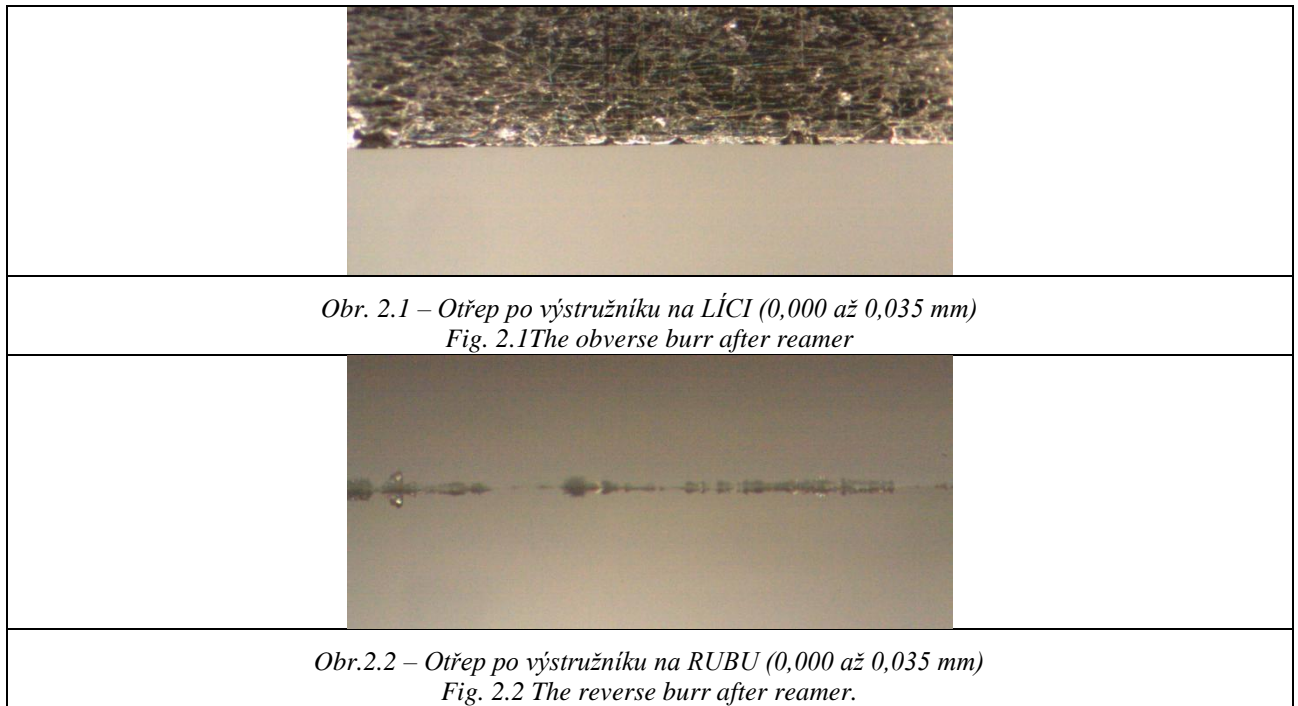 Obr. 2.1 – Otřep po výstružníku na LÍCI (0,000 až 0,035 mm)
Fig. 2.1The obverse burr after reamer
Obr.2.2 – Otřep po výstružníku na RUBU (0,000 až 0,035 mm)
Fig. 2.2 The reverse burr after reamer.